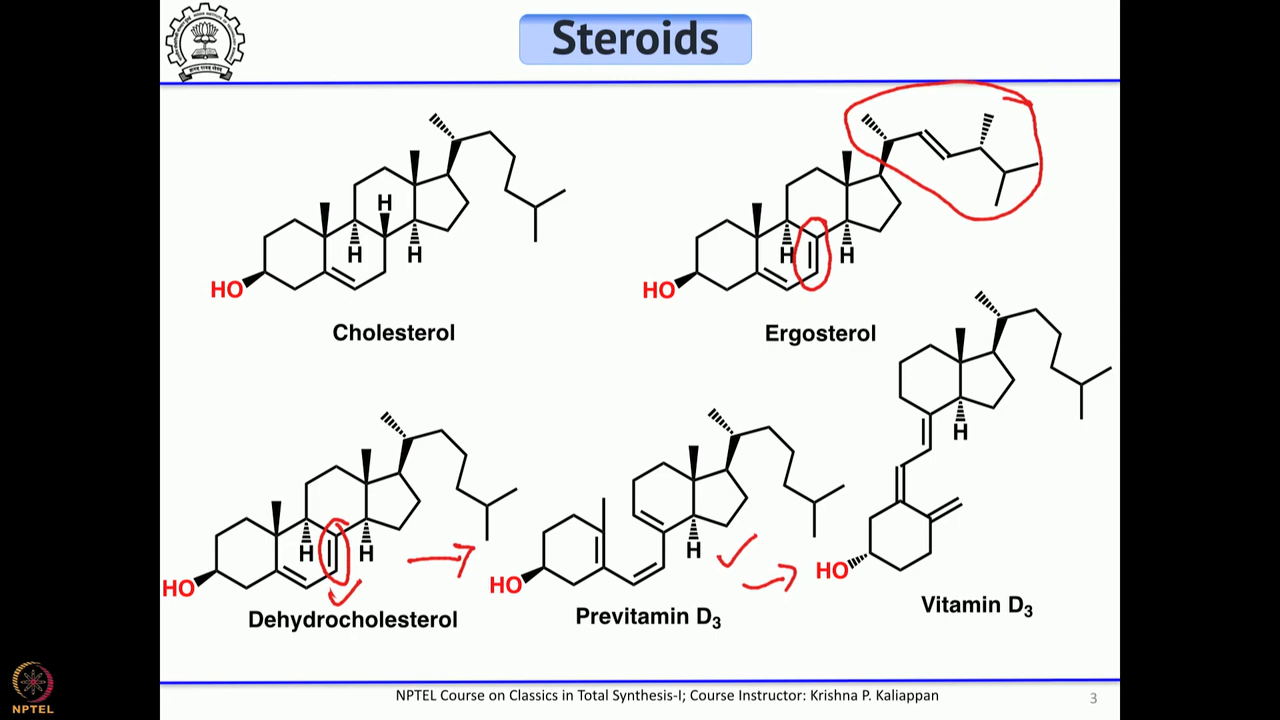 Steroids
H
H
H
HO
Cholesterol
H
H
HO
Ergosterol
H
H
HO
Dehydrocholesterol
H
HO
Previtamin D3
H
HO
Vitamin D3
NPTEL
NPTEL Course on Classics in Total Synthesis-I; Course Instructor: Krishna P. Kaliappan
3